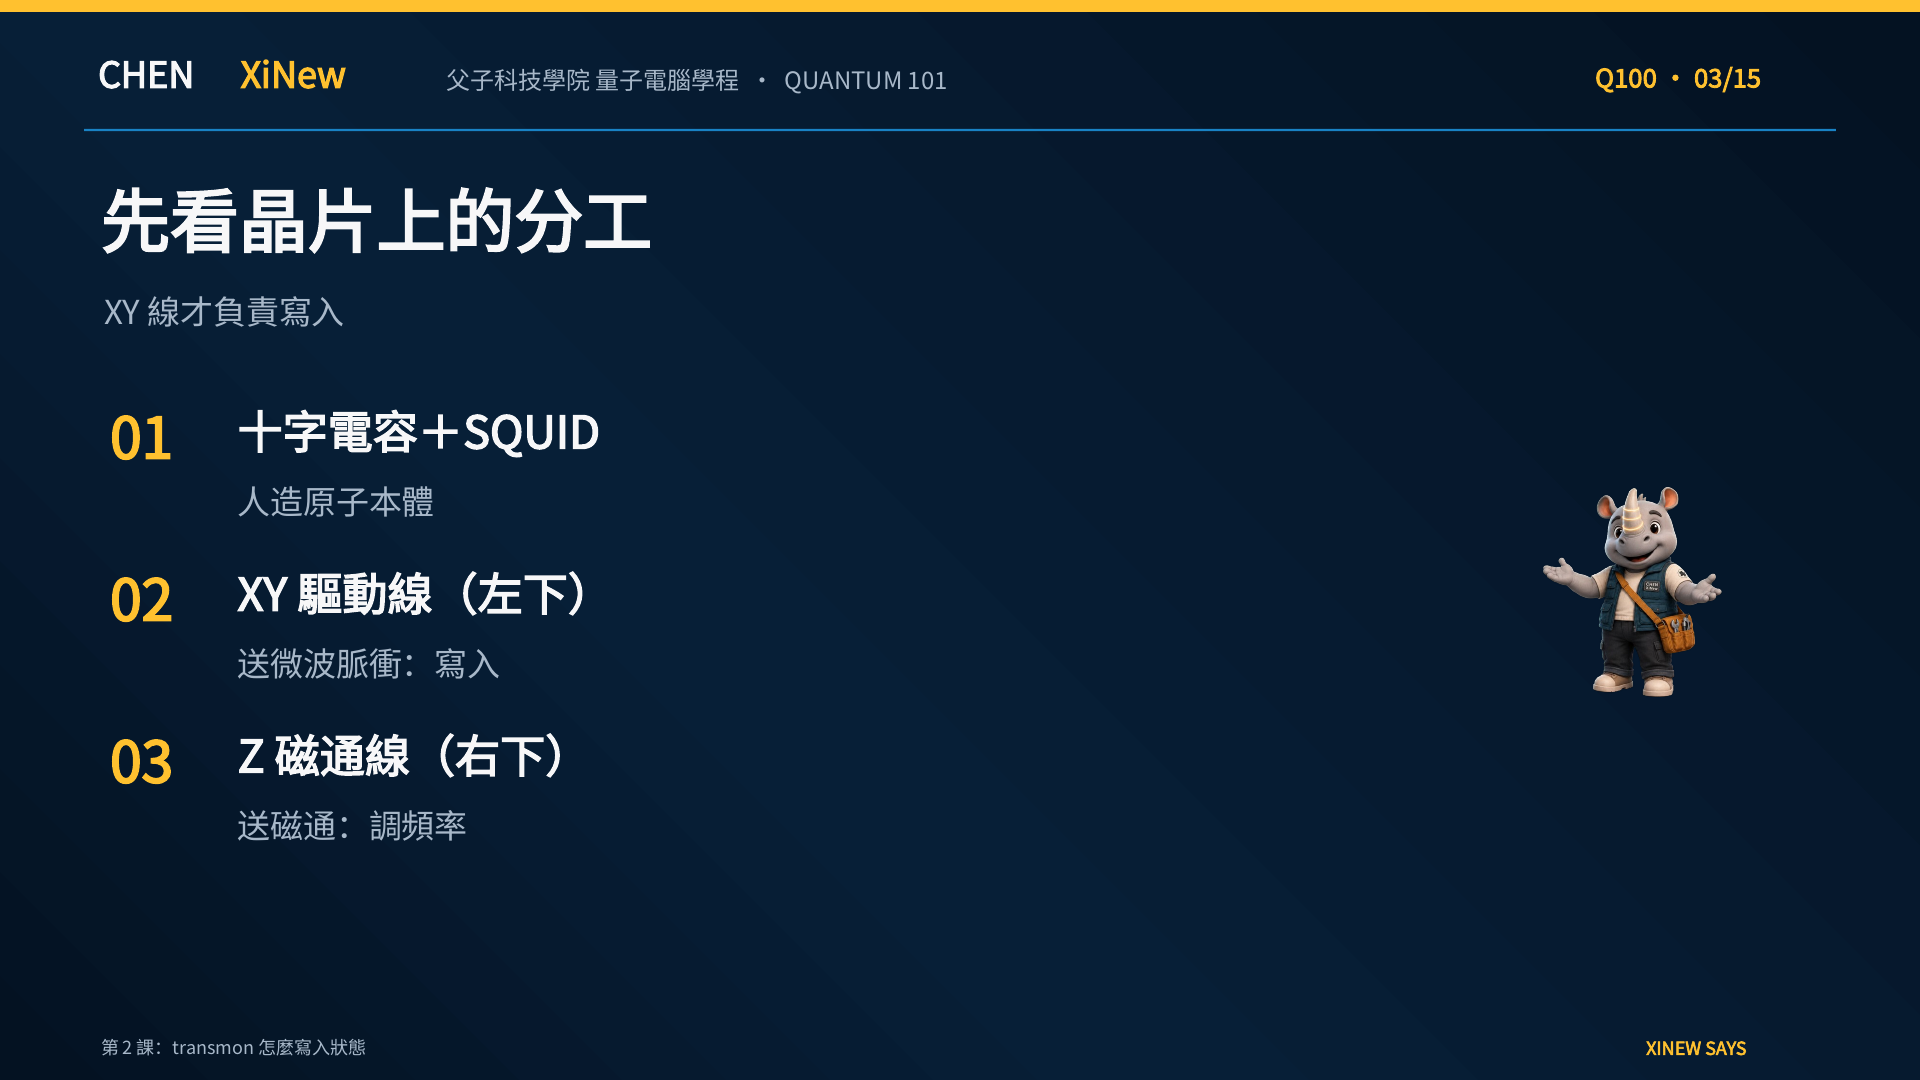 CHEN XiNew 父子科技學院 量子電腦學程 • QUANTUM 101 Q100 • 03/15
先看晶片上的分工
XY 線才負責寫入
01 十字電容＋SQUID
人造原子本體
02 XY 驅動線（左下）
送微波脈衝：寫入
03 Z 磁通線（右下）
送磁通：調頻率
第 2 課：transmon 怎麼寫入狀態 XINEW SAYS